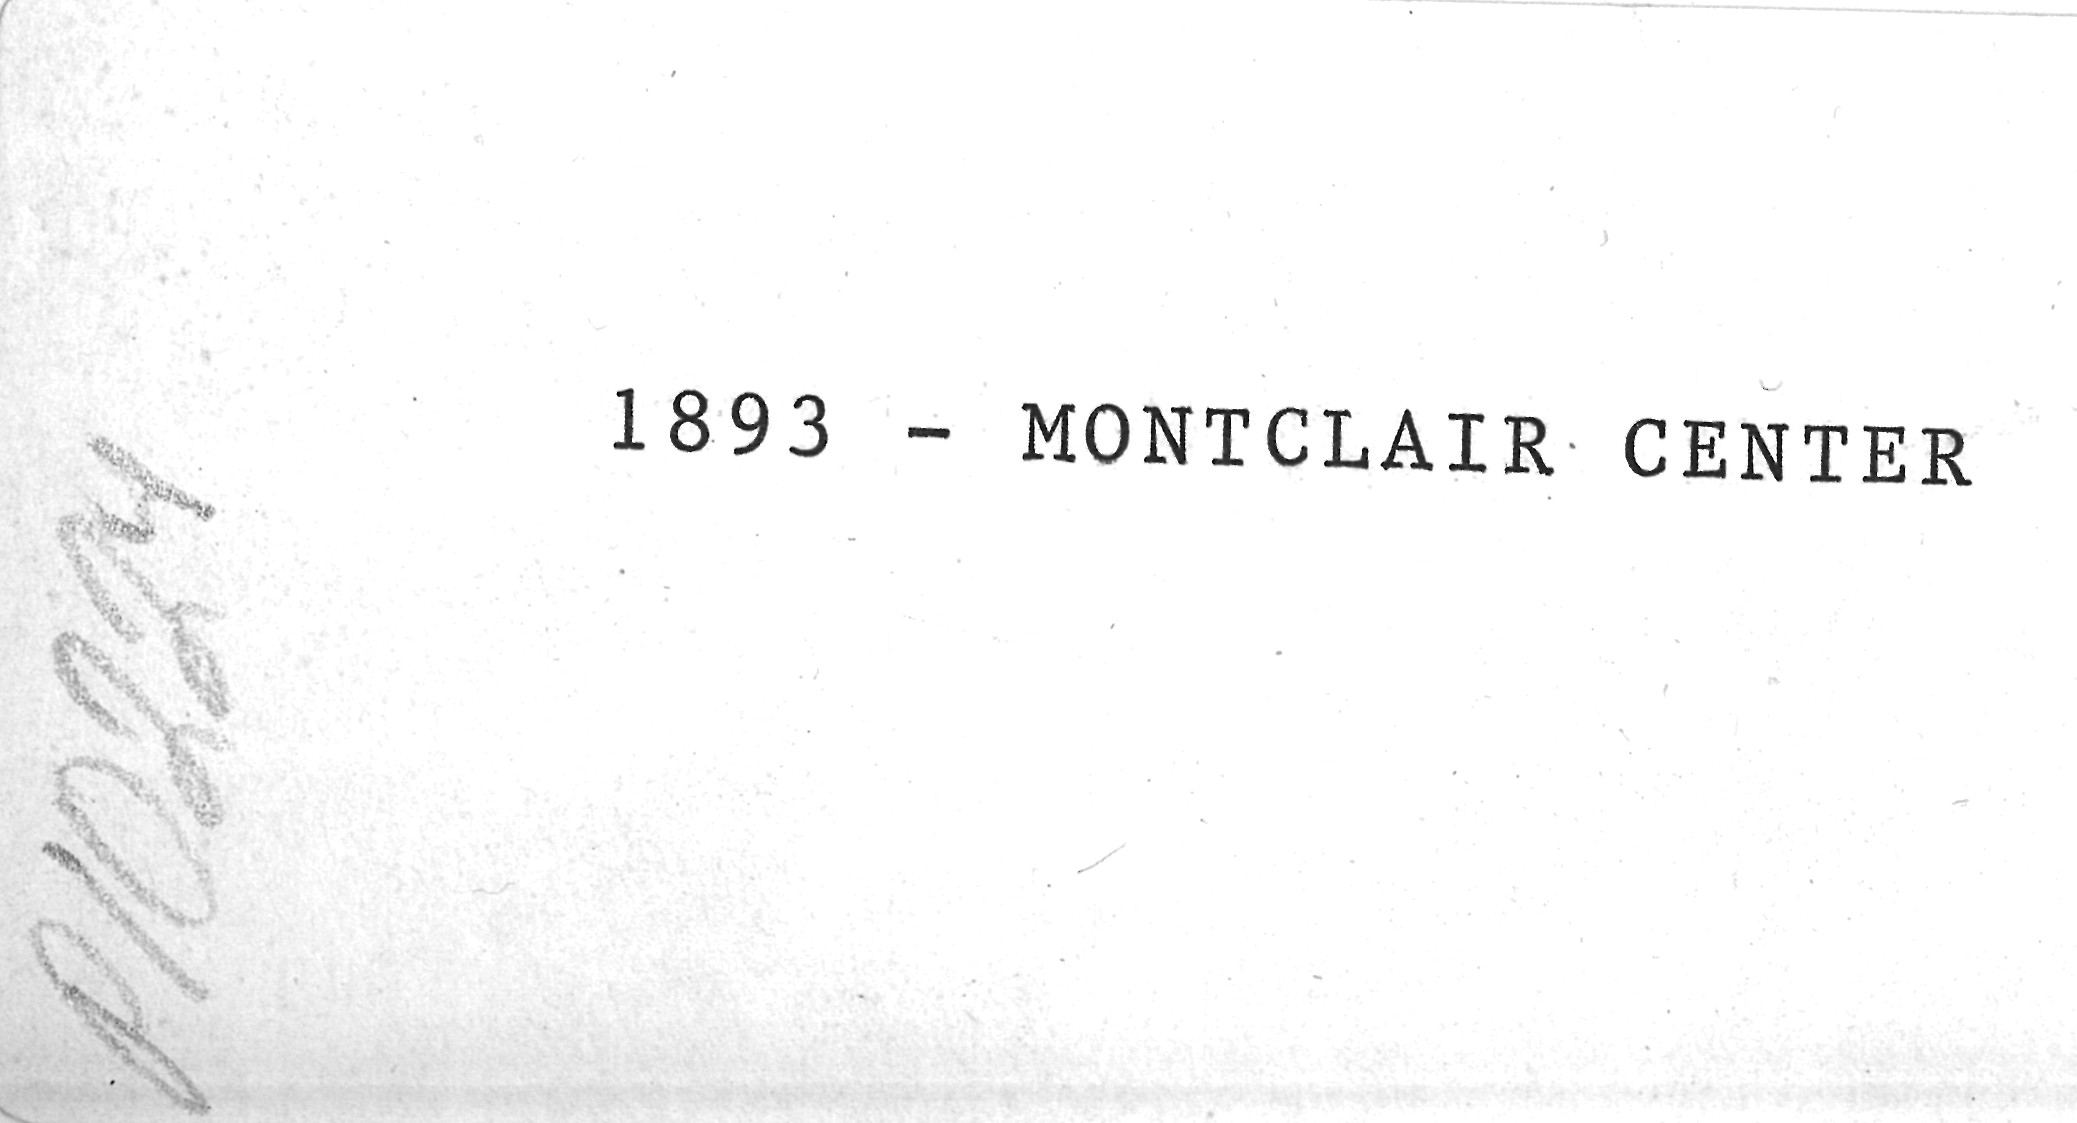 1893 - MONTCLAIR CENTER